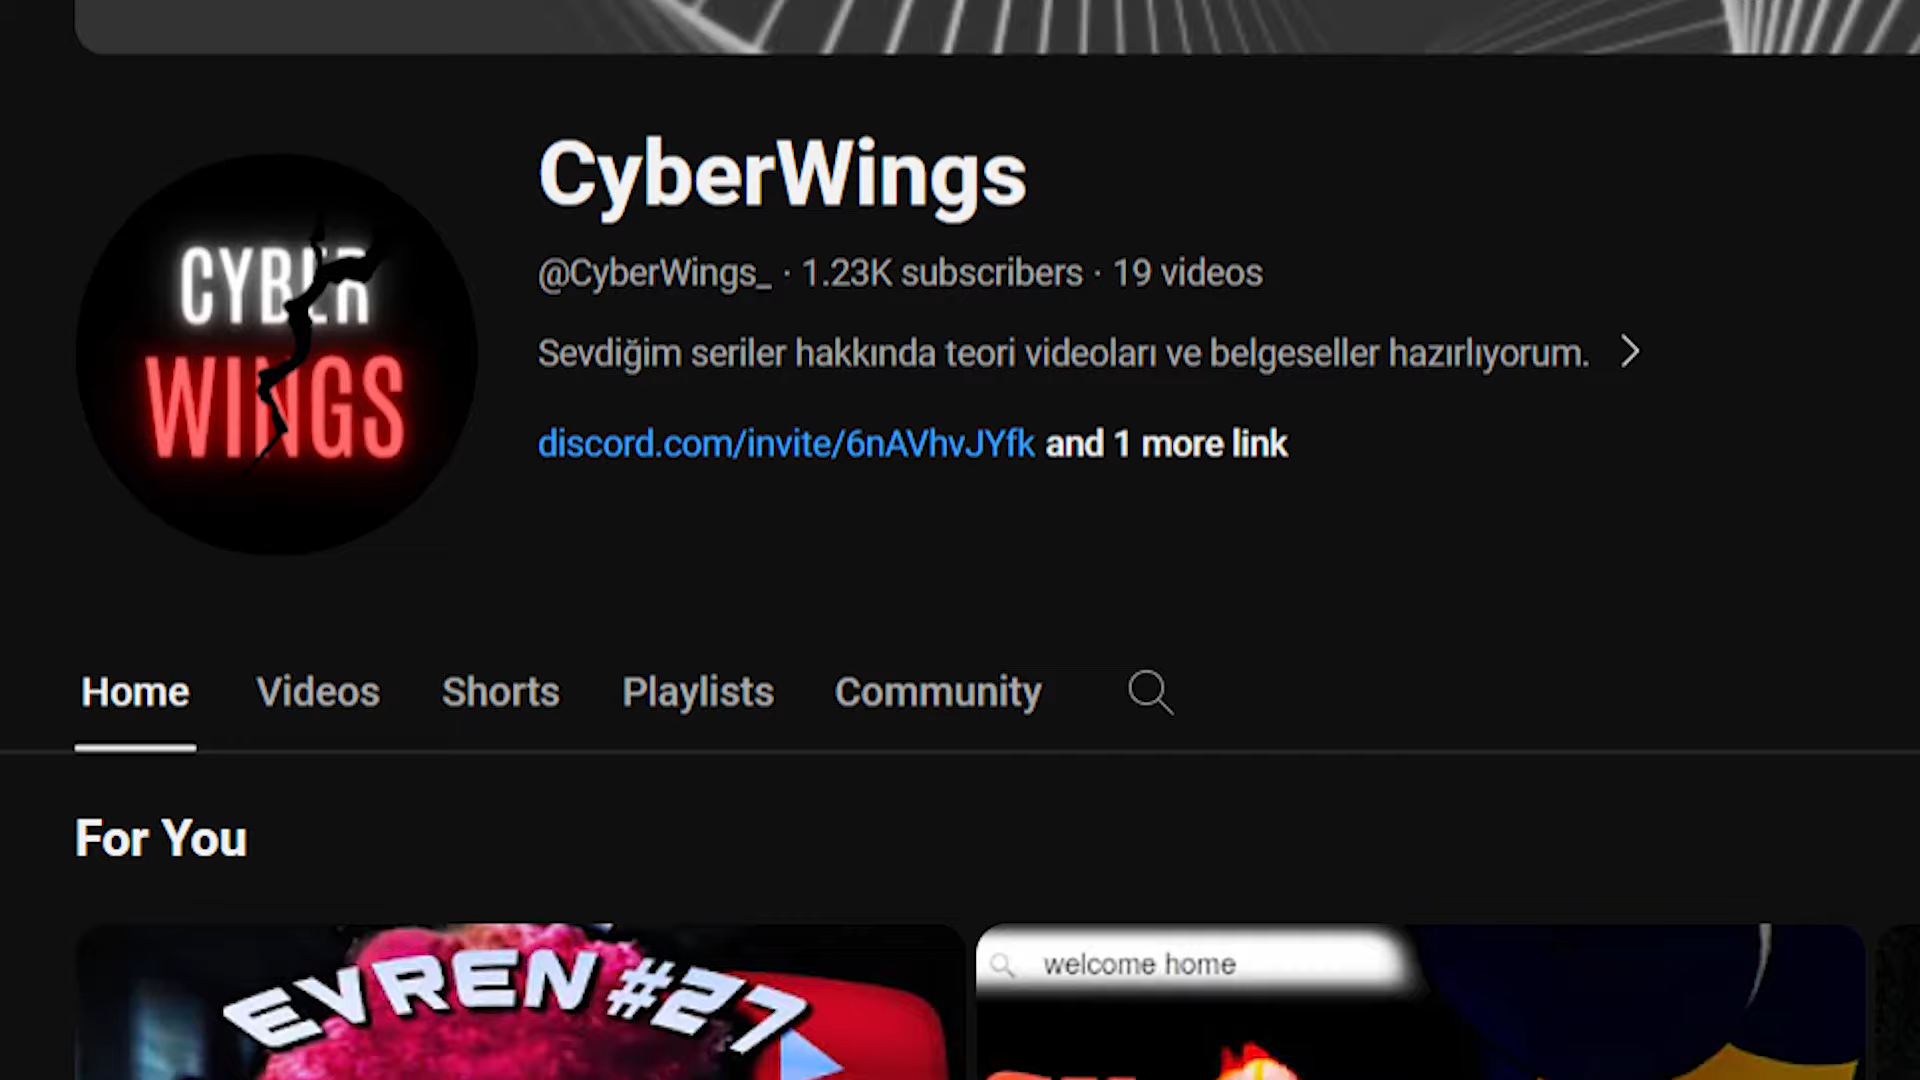 CYBER
WINGS
CyberWings
@CyberWings_ · 1.23K subscribers · 19 videos
Sevdiğim seriler hakkında teori videoları ve belgeseller hazırlıyorum.
discord.com/invite/6nAVhvJYfk and 1 more link
Home Videos Shorts Playlists Community
For You
EVREN #27
welcome home